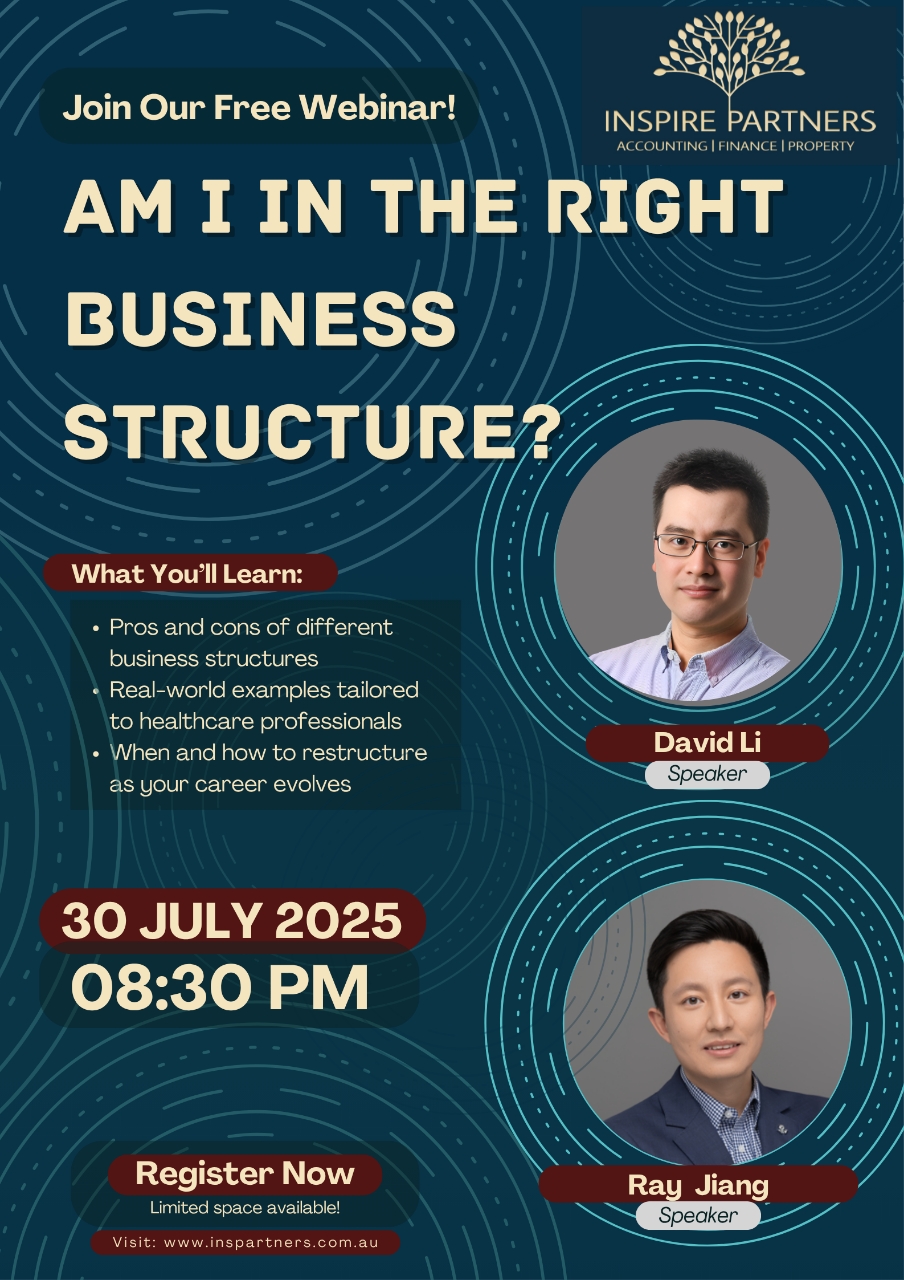 Join Our Free Webinar!
INSPIRE PARTNERS
ACCOUNTING | FINANCE | PROPERTY
AM I IN THE RIGHT
BUSINESS
STRUCTURE?
What You'll Learn:
• Pros and cons of different
business structures
• Real-world examples tailored
to healthcare professionals
• When and how to restructure
as your career evolves
David Li
Speaker
30 JULY 2025
08:30 PM
Ray Jiang
Speaker
Register Now
Limited space available!
Visit: www.inspartners.com.au